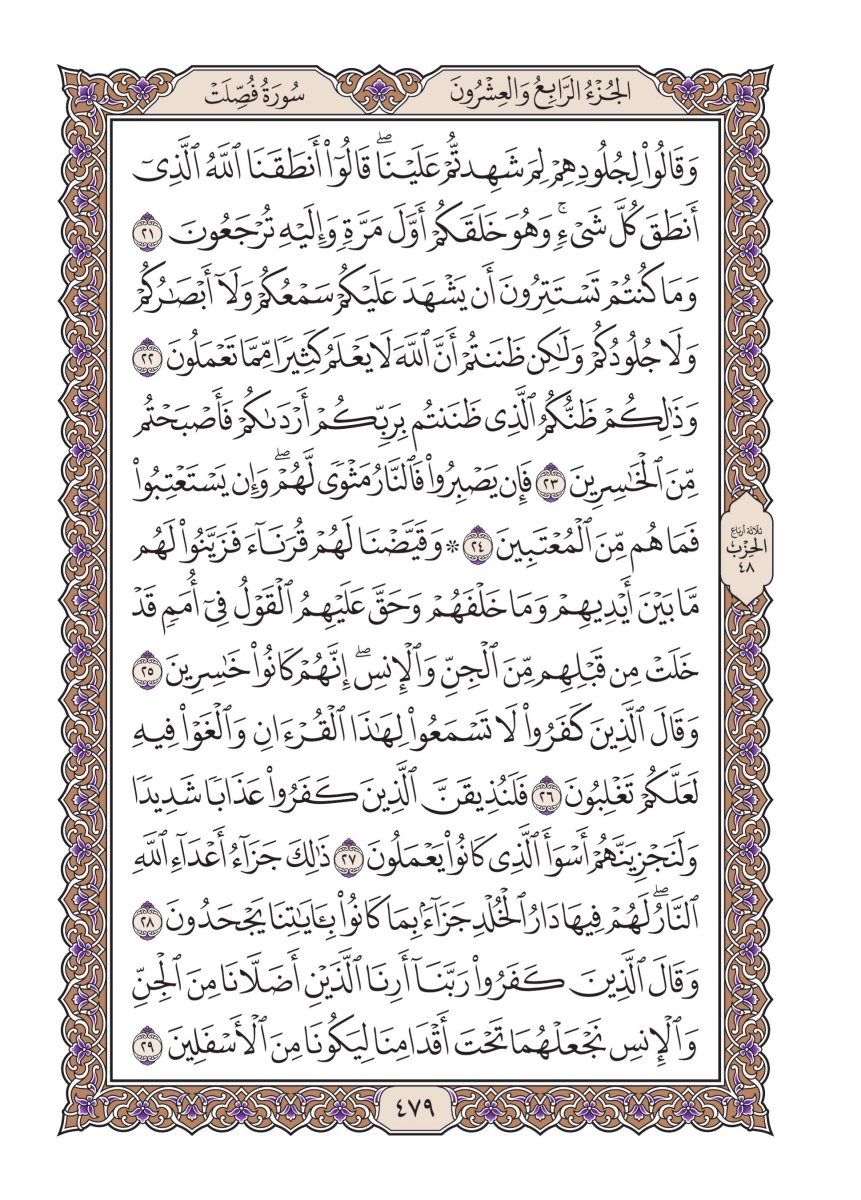 الجُزْءُ الرَّابِعُ وَالعِشْرُونَ
سُورَةُ فُصِّلَتْ
وَقَالُواْ لِجُلُودِهِمْ لِمَ شَهِدتُّمْ عَلَيْنَاۖ قَالُوٓاْ أَنطَقَنَا ٱللَّهُ ٱلَّذِىٓ
أَنطَقَ كُلَّ شَىْءٍۚ وَهُوَ خَلَقَكُمْ أَوَّلَ مَرَّةٍ وَإِلَيْهِ تُرْجَعُونَ ٢١
وَمَا كُنتُمْ تَسْتَتِرُونَ أَن يَشْهَدَ عَلَيْكُمْ سَمْعُكُمْ وَلَآ أَبْصَٰرُكُمْ
وَلَا جُلُودُكُمْ وَلَٰكِن ظَنَنتُمْ أَنَّ ٱللَّهَ لَا يَعْلَمُ كَثِيرًا مِّمَّا تَعْمَلُونَ ٢٢
وَذَٰلِكُمْ ظَنُّكُمُ ٱلَّذِى ظَنَنتُم بِرَبِّكُمْ أَرْدَىٰكُمْ فَأَصْبَحْتُم
مِّنَ ٱلْخَٰسِرِينَ ٢٣ فَإِن يَصْبِرُواْ فَٱلنَّارُ مَثْوًى لَّهُمْۖ وَإِن يَسْتَعْتِبُواْ
فَمَا هُم مِّنَ ٱلْمُعْتَبِينَ ٢٤ * وَقَيَّضْنَا لَهُمْ قُرَنَآءَ فَزَيَّنُواْ لَهُم
مَّا بَيْنَ أَيْدِيهِمْ وَمَا خَلْفَهُمْ وَحَقَّ عَلَيْهِمُ ٱلْقَوْلُ فِىٓ أُمَمٍ قَدْ
خَلَتْ مِن قَبْلِهِم مِّنَ ٱلْجِنِّ وَٱلْإِنسِۖ إِنَّهُمْ كَانُواْ خَٰسِرِينَ ٢٥
وَقَالَ ٱلَّذِينَ كَفَرُواْ لَا تَسْمَعُواْ لِهَٰذَا ٱلْقُرْءَانِ وَٱلْغَوْاْ فِيهِ
لَعَلَّكُمْ تَغْلِبُونَ ٢٦ فَلَنُذِيقَنَّ ٱلَّذِينَ كَفَرُواْ عَذَابًا شَدِيدًا
وَلَنَجْزِيَنَّهُمْ أَسْوَأَ ٱلَّذِى كَانُواْ يَعْمَلُونَ ٢٧ ذَٰلِكَ جَزَآءُ أَعْدَآءِ ٱللَّهِ
ٱلنَّارُۖ لَهُمْ فِيهَا دَارُ ٱلْخُلْدِ جَزَآءَۢ بِمَا كَانُواْ بِـَٔايَٰتِنَا يَجْحَدُونَ ٢٨
وَقَالَ ٱلَّذِينَ كَفَرُواْ رَبَّنَآ أَرِنَا ٱلَّذَيْنِ أَضَلَّانَا مِنَ ٱلْجِنِّ
وَٱلْإِنسِ نَجْعَلْهُمَا تَحْتَ أَقْدَامِنَا لِيَكُونَا مِنَ ٱلْأَسْفَلِينَ ٢٩
ثلاثة أرباع
الحِزْب
٤٨
٤٧٩